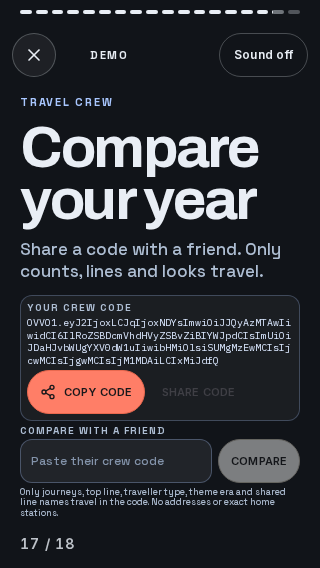 DEMO
Sound off
TRAVEL CREW
Compare
your year
Share a code with a friend. Only
counts, lines and looks travel.
YOUR CREW CODE
OVVO1.eyJ2IjoxLCJqIjoxNDYsImwiOiJJQyAzMTAwIi
widCI6IlRoZSBDcmVhdHVyZSBvZiBIYWJpdCIsImUiOi
JDaHJvbWUgYXV0dW1uIiwibHMiOlsiSUMgMzEwMCIsIj
cwMCIsIjgwMCIsIjM1MDAiLCIxMiJdfQ
COPY CODE
SHARE CODE
COMPARE WITH A FRIEND
Paste their crew code
COMPARE
Only journeys, top line, traveller type, theme era and shared
line names travel in the code. No addresses or exact home
stations.
17 / 18